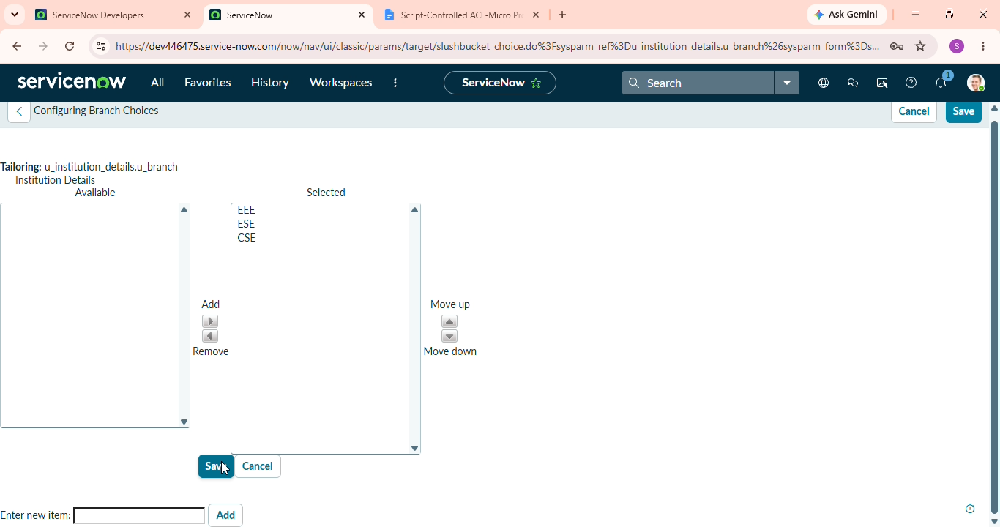 ServiceNow Developers
ServiceNow
Script-Controlled ACL-Micro Pr
Ask Gemini
https://dev446475.service-now.com/now/nav/ui/classic/params/target/slushbucket_choice.do%3Fsysparm_ref%3Du_institution_details.u_branch%26sysparm_form%3Ds...
S
servicenow
All
Favorites
History
Workspaces
ServiceNow
Search
1
Configuring Branch Choices
Cancel
Save
Tailoring: u_institution_details.u_branch
Institution Details
Available
Selected
EEE
ESE
CSE
Add
Remove
Move up
Move down
Save
Cancel
Enter new item:
Add